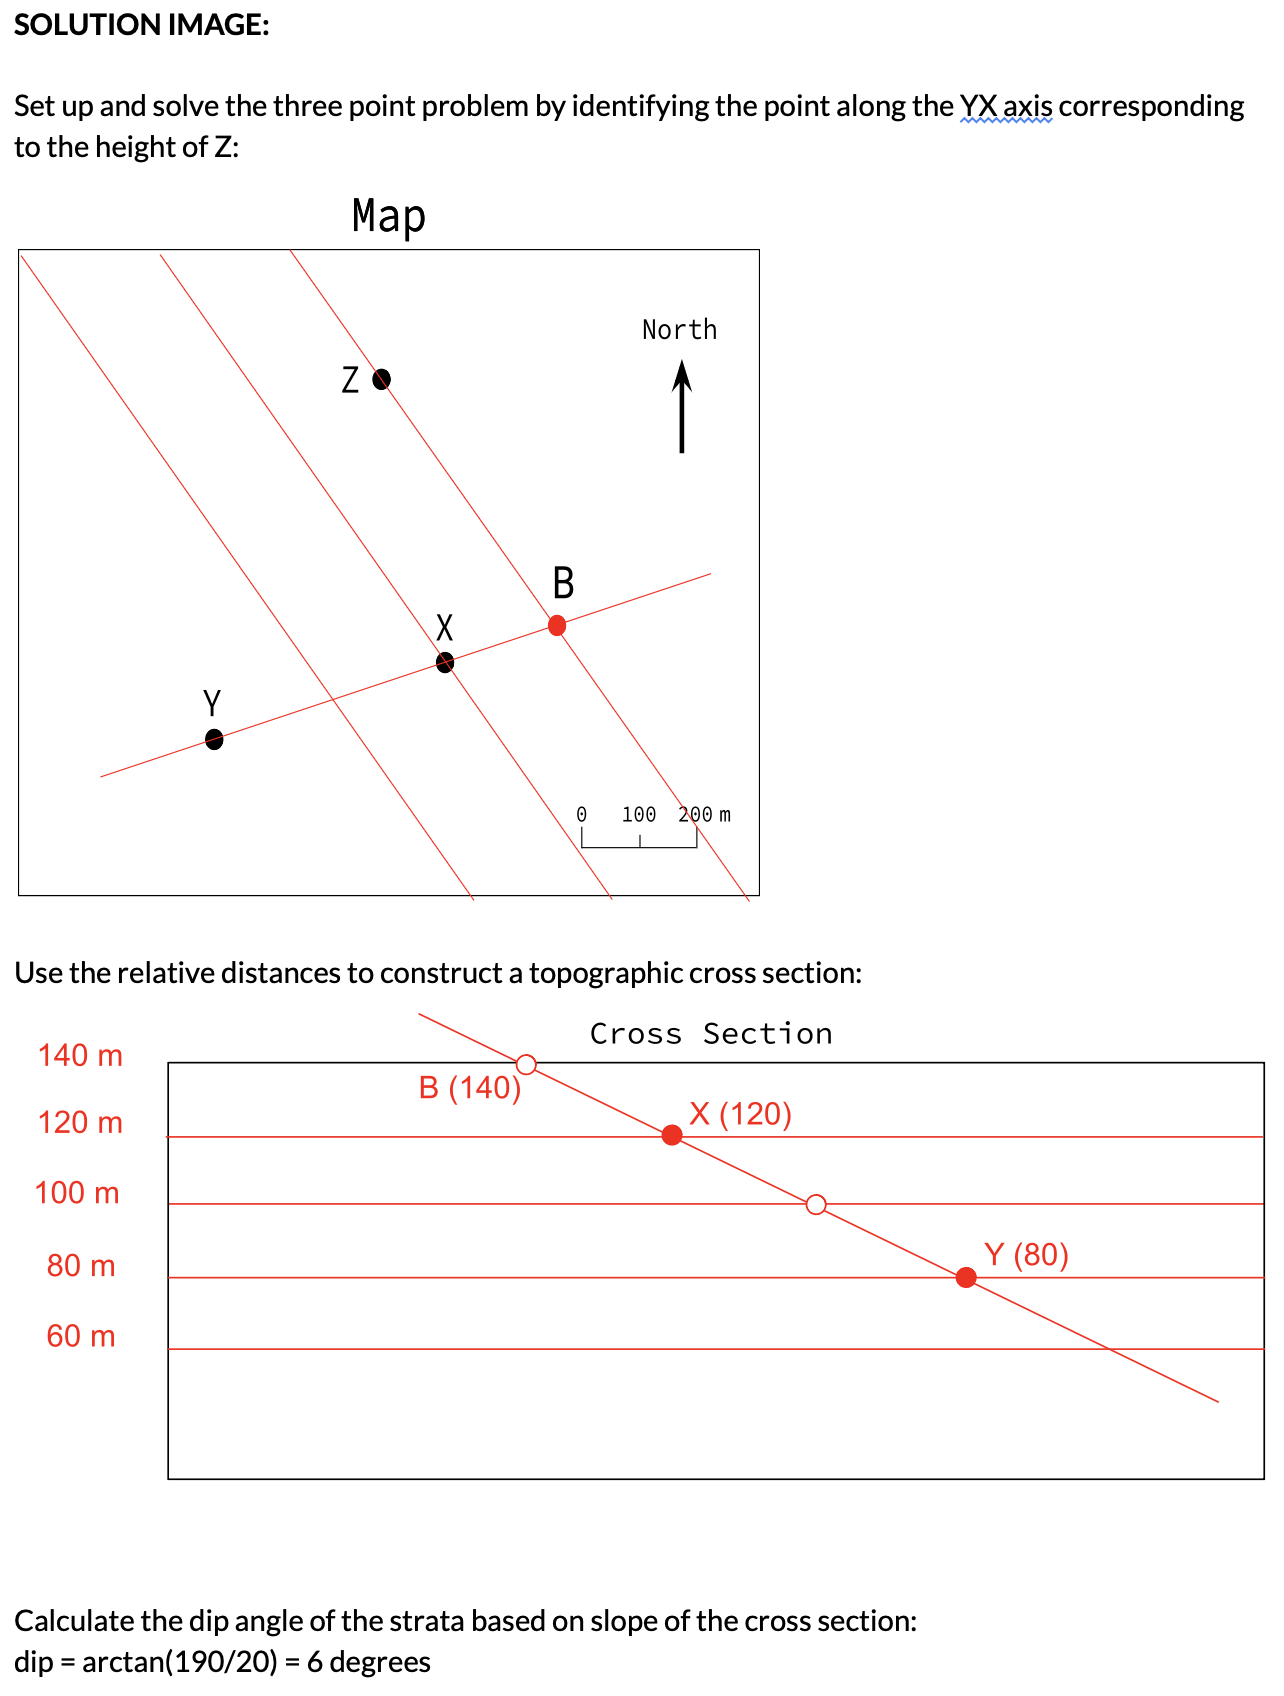 SOLUTION IMAGE:
Set up and solve the three point problem by identifying the point along the YX axis corresponding
to the height of Z:
Map
North
Z
B
X
Y
0 100 200 m
Use the relative distances to construct a topographic cross section:
Cross Section
140 m
B (140)
X (120)
120 m
100 m
Y (80)
80 m
60 m
Calculate the dip angle of the strata based on slope of the cross section:
dip = arctan(190/20) = 6 degrees